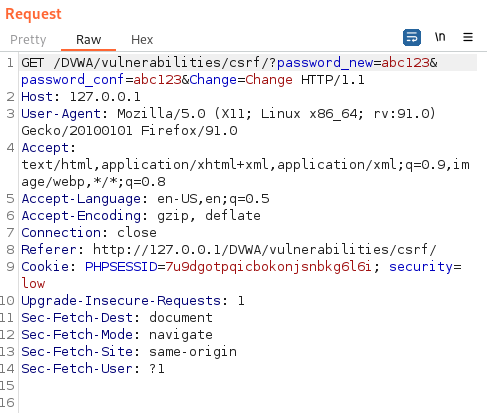 Request
Pretty Raw Hex \n ≡
1 GET /DVWA/vulnerabilities/csrf/?password_new=abc123&
password_conf=abc123&Change=Change HTTP/1.1
2 Host: 127.0.0.1
3 User-Agent: Mozilla/5.0 (X11; Linux x86_64; rv:91.0)
Gecko/20100101 Firefox/91.0
4 Accept:
text/html,application/xhtml+xml,application/xml;q=0.9,im
age/webp,*/*;q=0.8
5 Accept-Language: en-US,en;q=0.5
6 Accept-Encoding: gzip, deflate
7 Connection: close
8 Referer: http://127.0.0.1/DVWA/vulnerabilities/csrf/
9 Cookie: PHPSESSID=7u9dgotpqicbokonjsnbkg6l6i; security=
low
10 Upgrade-Insecure-Requests: 1
11 Sec-Fetch-Dest: document
12 Sec-Fetch-Mode: navigate
13 Sec-Fetch-Site: same-origin
14 Sec-Fetch-User: ?1
15
16